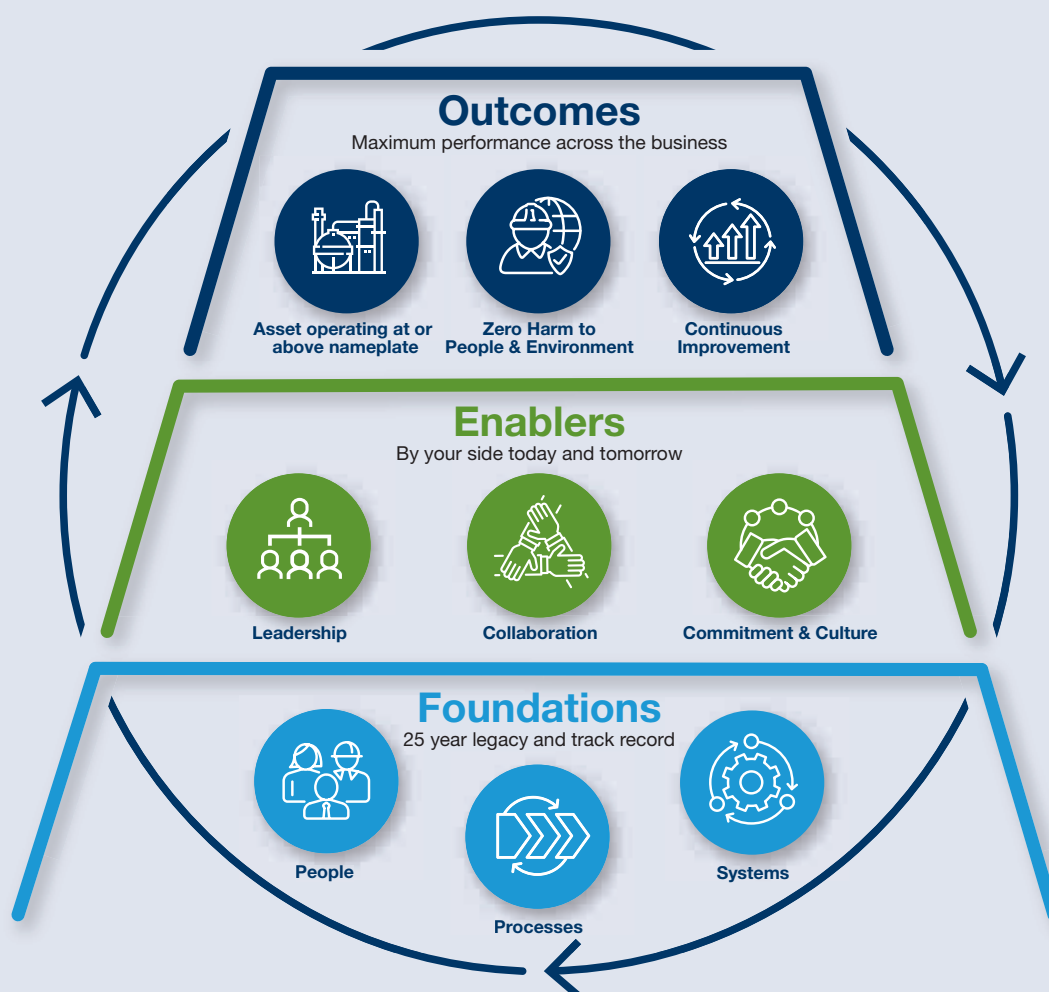 Outcomes
Maximum performance across the business
Asset operating at or
above nameplate
Zero Harm to
People & Environment
Continuous
Improvement
Enablers
By your side today and tomorrow
Leadership
Collaboration
Commitment & Culture
Foundations
25 year legacy and track record
People
Processes
Systems